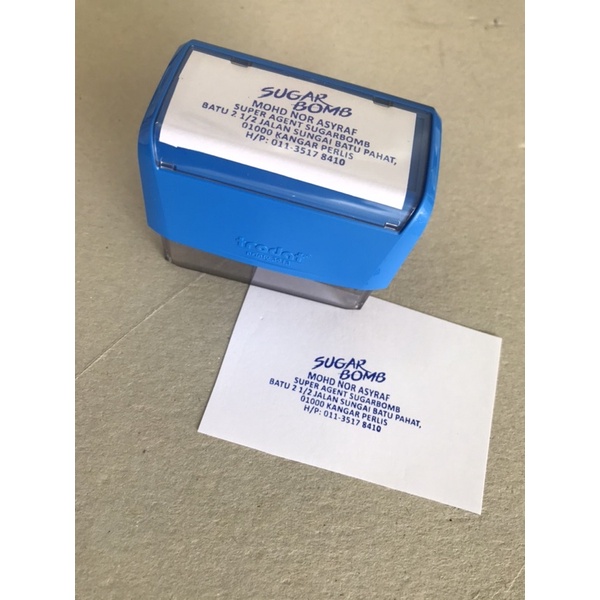 SUGAR
BOMB
MOHD NOR ASYRAF
SUPER AGENT SUGARBOMB
BATU 2 1/2 JALAN SUNGAI BATU PAHAT,
01000 KANGAR PERLIS
H/P: 011-3517 8410
SUGAR
BOMB
MOHD NOR ASYRAF
SUPER AGENT SUGARBOMB
BATU 2 1/2 JALAN SUNGAI BATU PAHAT,
01000 KANGAR PERLIS
H/P: 011-3517 8410